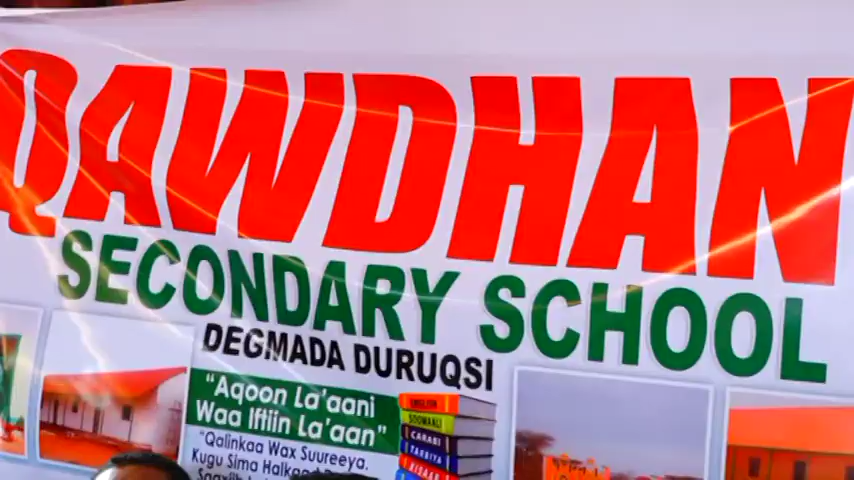 QAWDHAN
SECONDARY SCHOOL
DEGMADA DURUQSI
"Aqoon La'aani
Waa Iftiin La'aan"
"Qalinkaa Wax Suureeya.
Kugu Sima Halkaad
ENGLISH
SOOMAALI
CARABI
TARBIYA